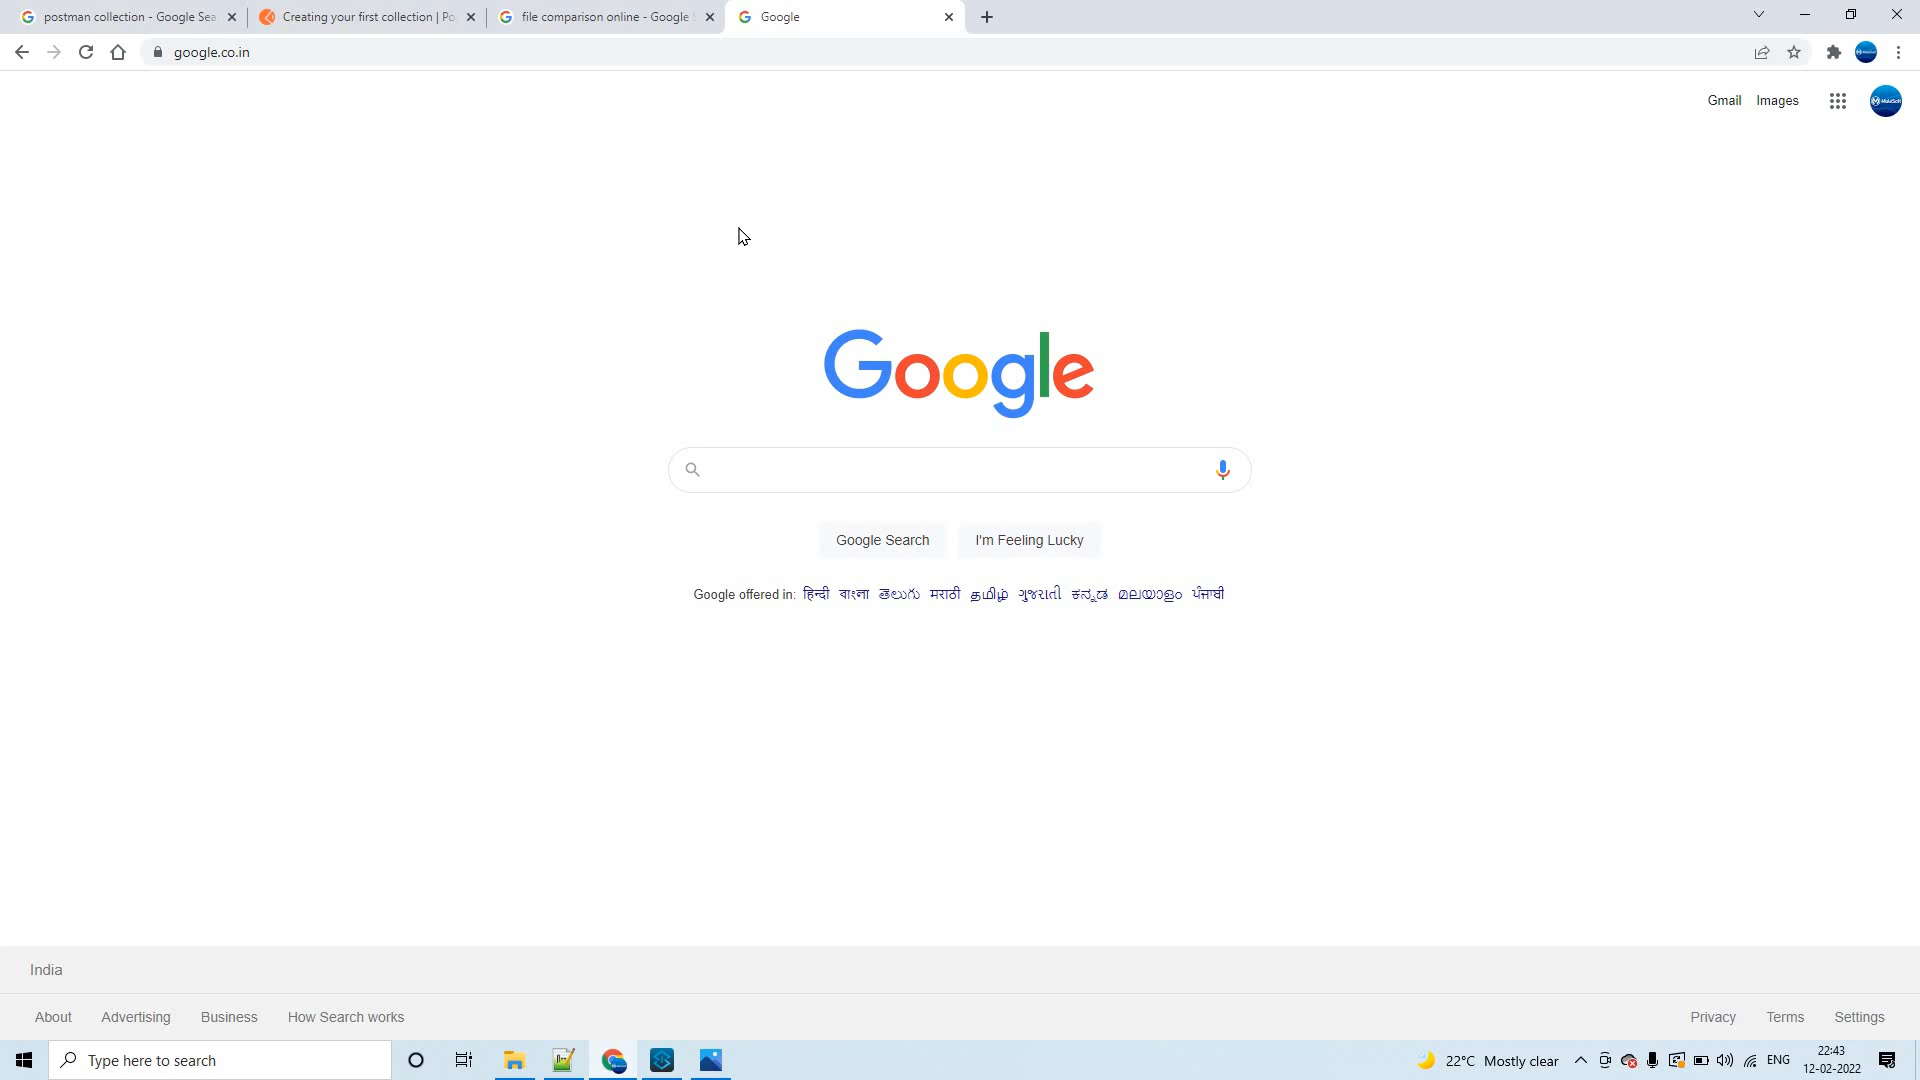 postman collection - Google Sea
Creating your first collection | Po
file comparison online - Google S
Google
google.co.in
Gmail
Images
Google
Google Search
I'm Feeling Lucky
Google offered in: हिन्दी বাংলা తెలుగు मराठी தமிழ் ગુજરાતી ಕನ್ನಡ മലയാളം ਪੰਜਾਬੀ
India
About
Advertising
Business
How Search works
Privacy
Terms
Settings
Type here to search
22°C Mostly clear
ENG
22:43
12-02-2022